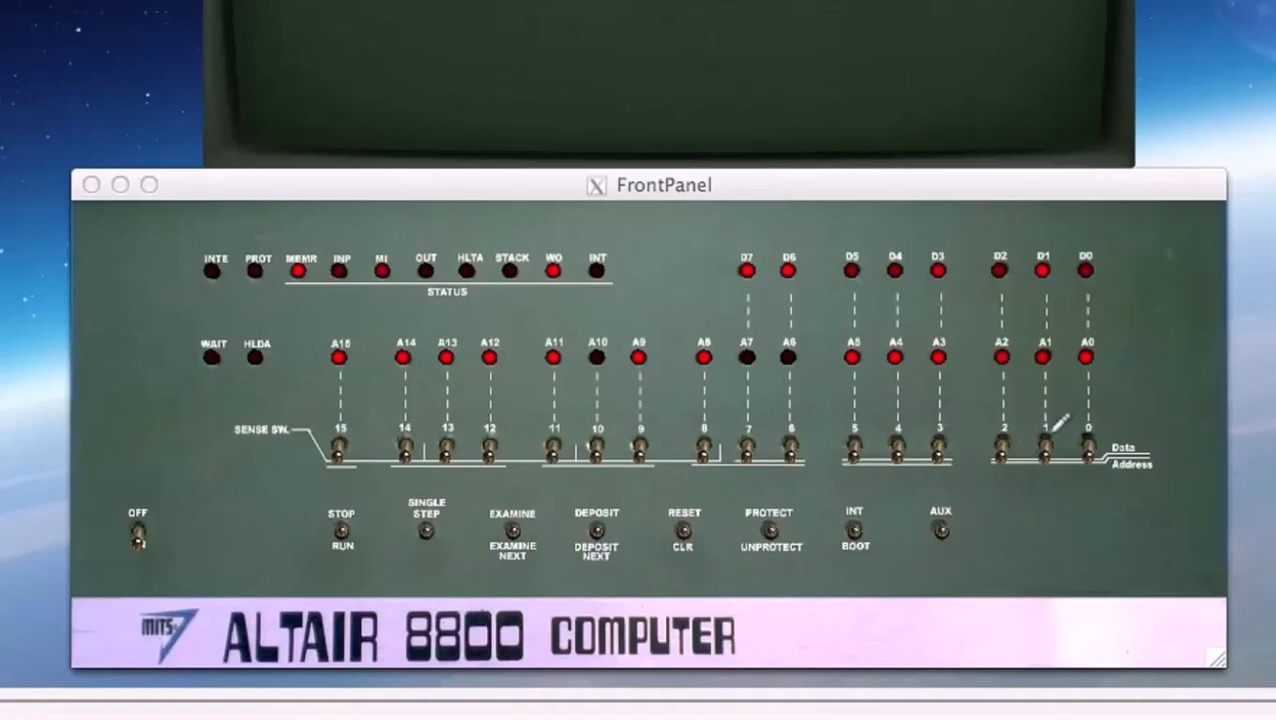 FrontPanel
INTE PROT MEMR INP MI OUT HLTA STACK WO INT D7 D6 D5 D4 D3 D2 D1 D0
STATUS
WAIT HLDA A15 A14 A13 A12 A11 A10 A9 A8 A7 A6 A5 A4 A3 A2 A1 A0
SENSE SW. 15 14 13 12 11 10 9 8 7 6 5 4 3 2 1 0
Data
Address
OFF STOP SINGLE STEP EXAMINE DEPOSIT RESET PROTECT INT AUX
RUN EXAMINE NEXT DEPOSIT NEXT CLR UNPROTECT BOOT
MITS ALTAIR 8800 COMPUTER